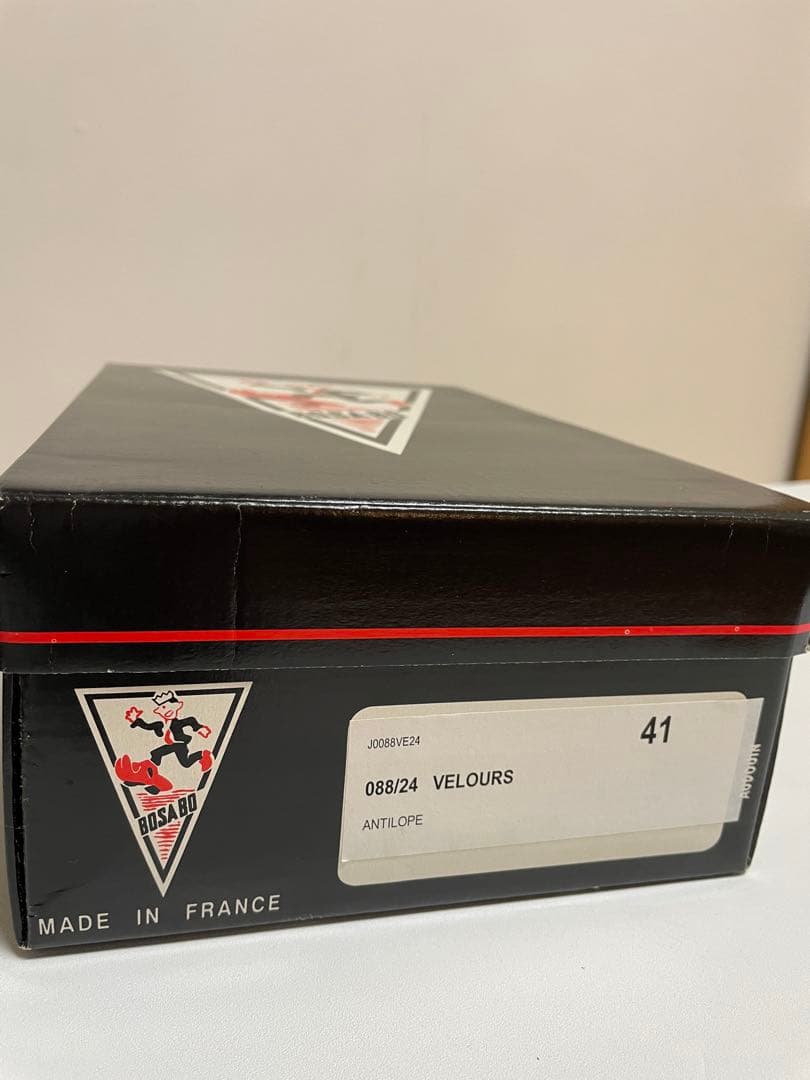 BOSABO
J0088VE24
41
088/24 VELOURS
ANTILOPE
MADE IN FRANCE